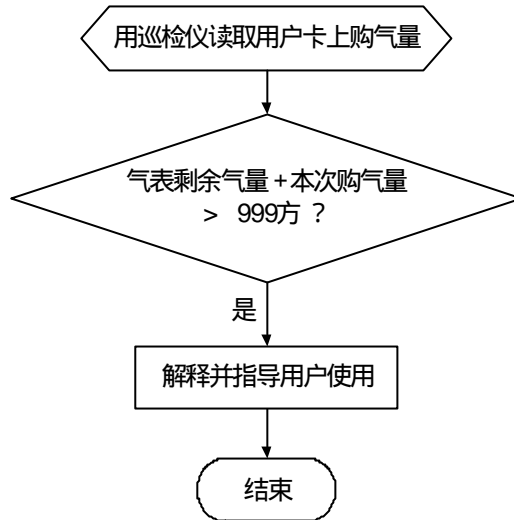 用巡检仪读取用户卡上购气量
气表剩余气量+本次购气量
> 999方 ?
是
解释并指导用户使用
结束